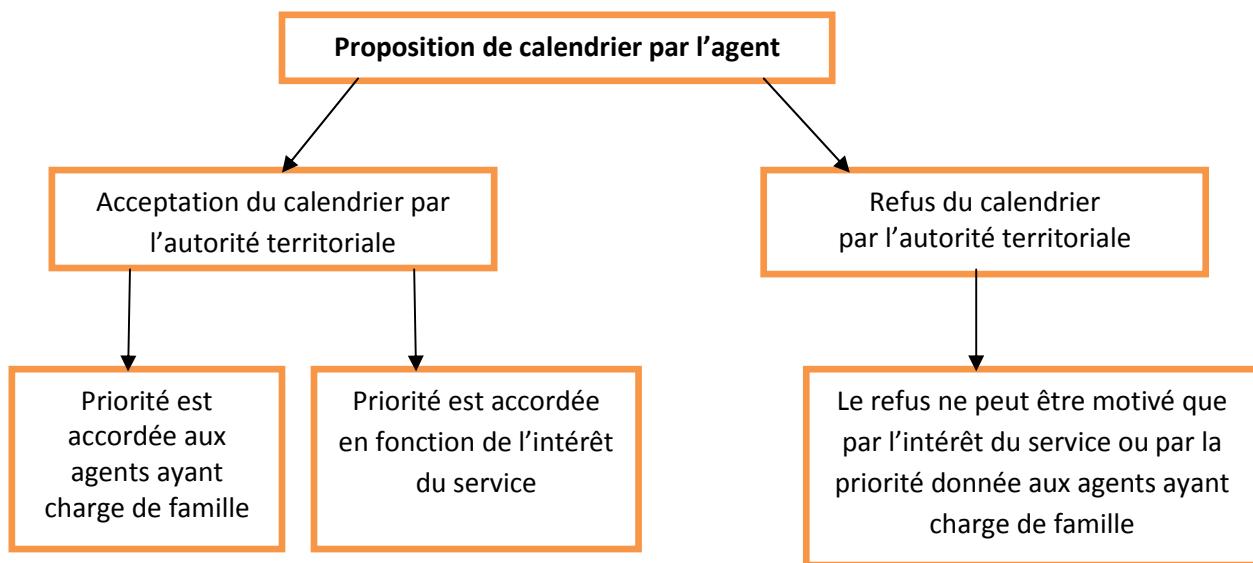 Proposition de calendrier par l’agent
Acceptation du calendrier par
l’autorité territoriale
Refus du calendrier
par l’autorité territoriale
Priorité est
accordée aux
agents ayant
charge de famille
Priorité est accordée
en fonction de l’intérêt
du service
Le refus ne peut être motivé que
par l’intérêt du service ou par la
priorité donnée aux agents ayant
charge de famille